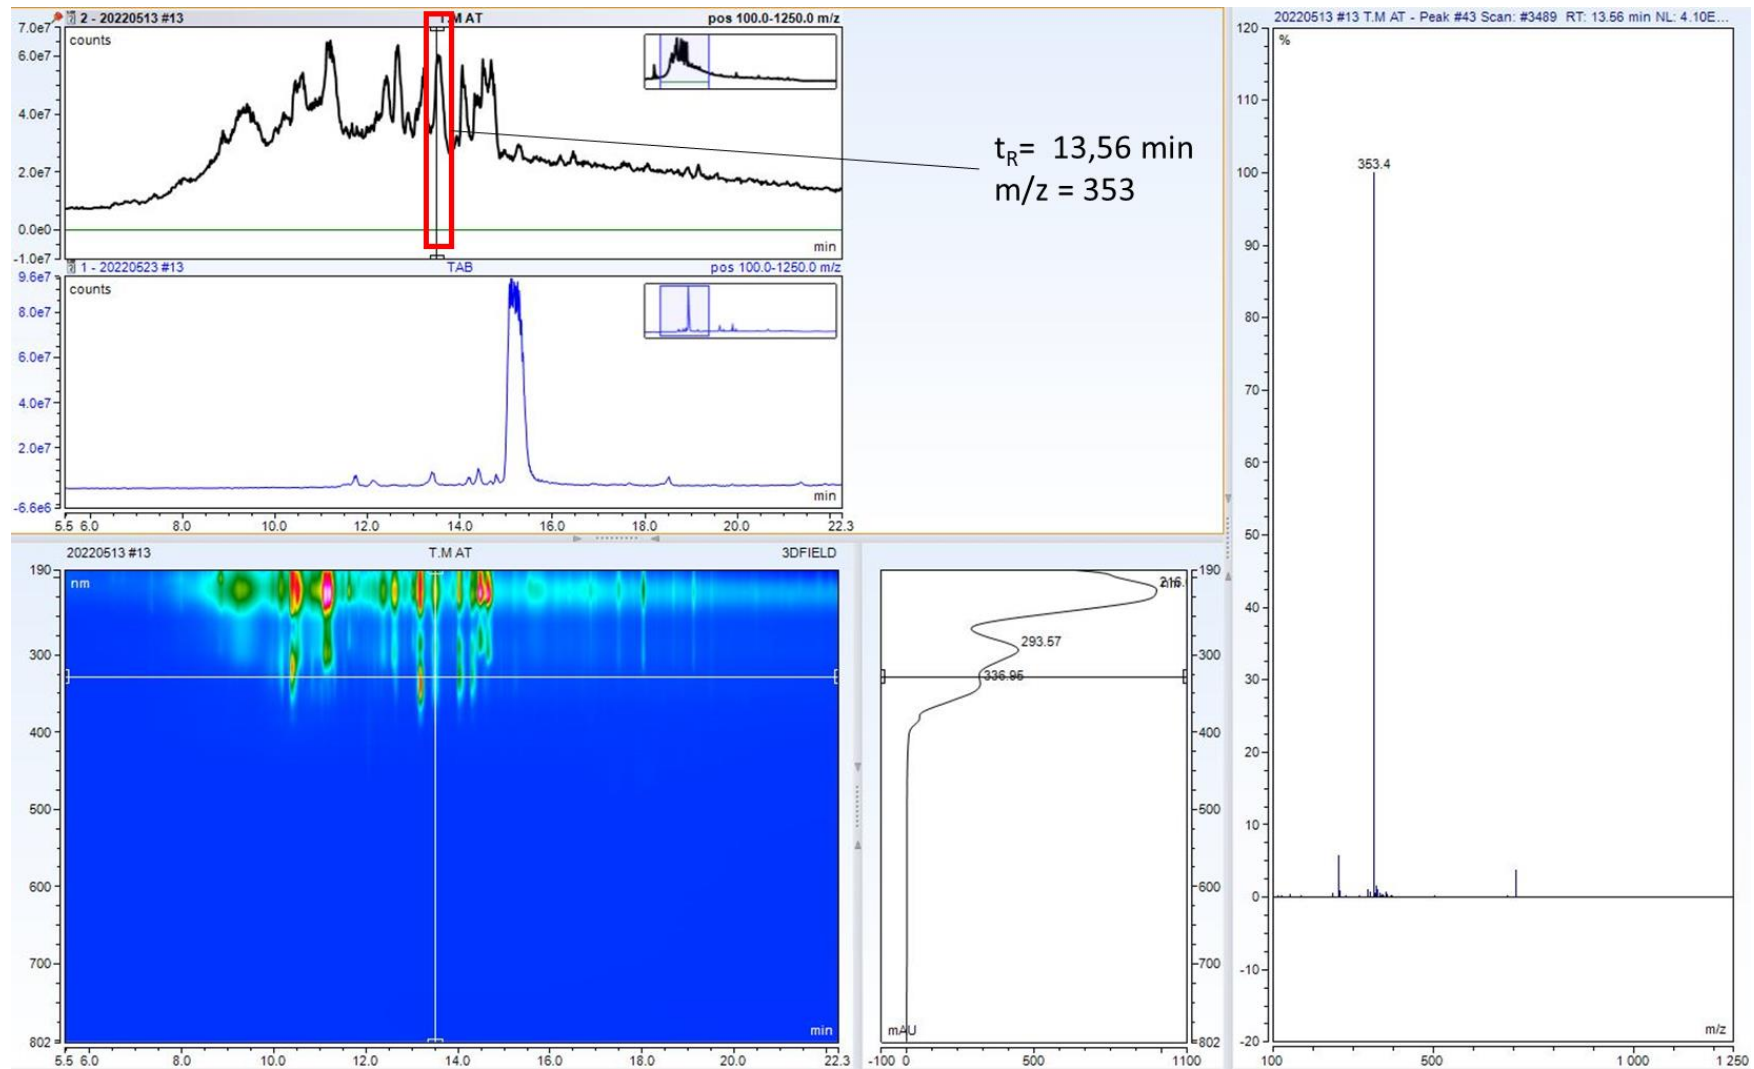 2 - 20220513 #13 T.M AT pos 100.0-1250.0 m/z
7.0e7
counts
6.0e7
4.0e7
2.0e7
0.0e0
-1.0e7
min
tR= 13,56 min
m/z = 353
1 - 20220523 #13 TAB pos 100.0-1250.0 m/z
9.6e7
counts
8.0e7
6.0e7
4.0e7
2.0e7
-6.6e6
min
5.5 6.0 8.0 10.0 12.0 14.0 16.0 18.0 20.0 22.3
20220513 #13 T.M AT 3DFIELD
190
nm
300
400
500
600
700
802
min
5.5 6.0 8.0 10.0 12.0 14.0 16.0 18.0 20.0 22.3
190
216.
293.57
300
336.95
400
500
600
700
mAU
802
-100 0 500 1100
20220513 #13 T.M AT - Peak #43 Scan: #3489 RT: 13.56 min NL: 4.10E...
120
%
110
353.4
100
90
80
70
60
50
40
30
20
10
0
-10
-20
m/z
100 500 1 000 1 250